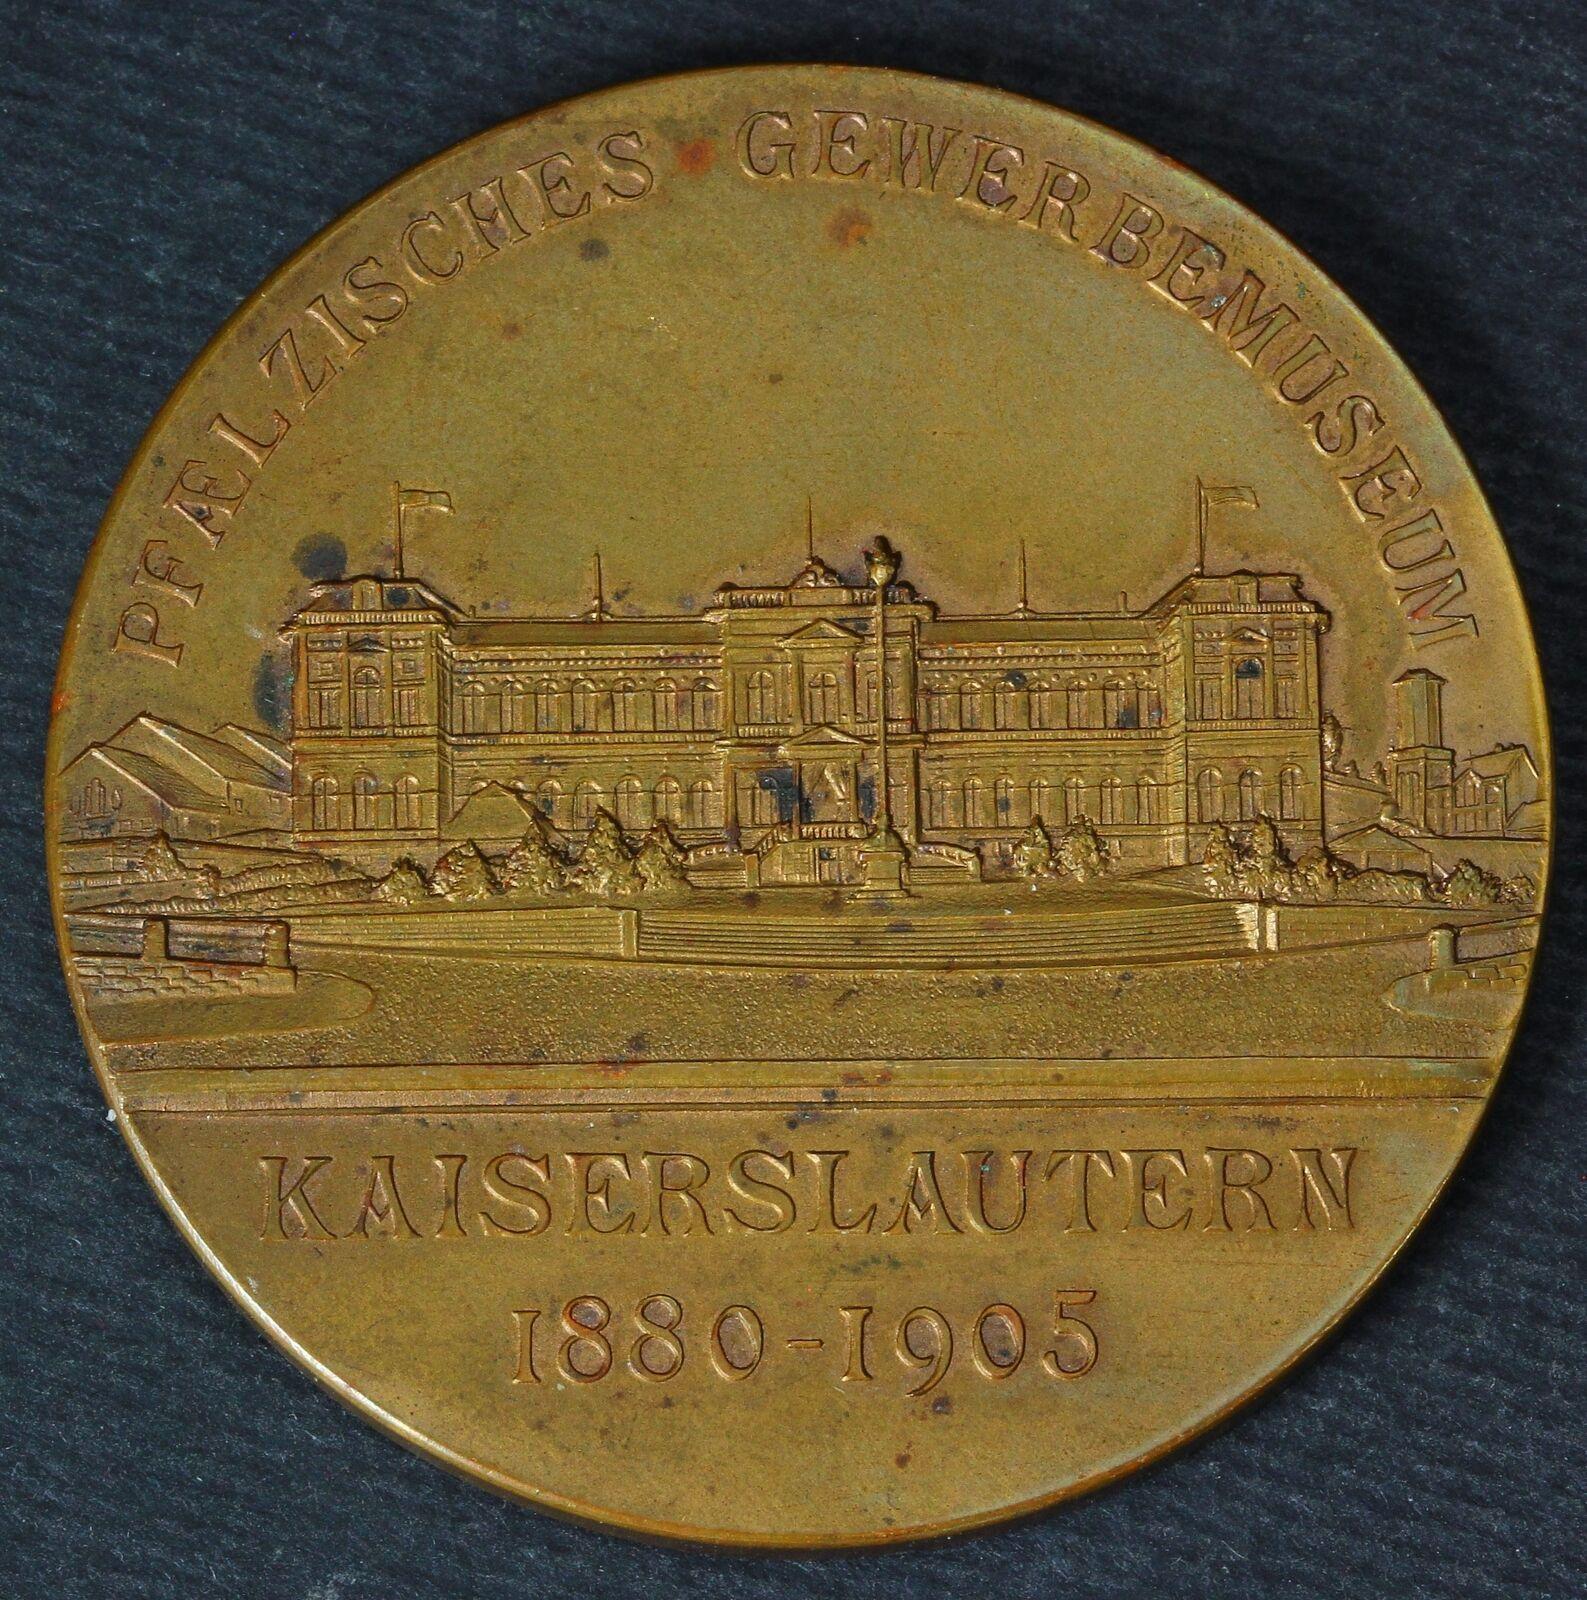 PFÆLZISCHES GEWERBEMUSEUM
KAISERSLAUTERN
1880-1905